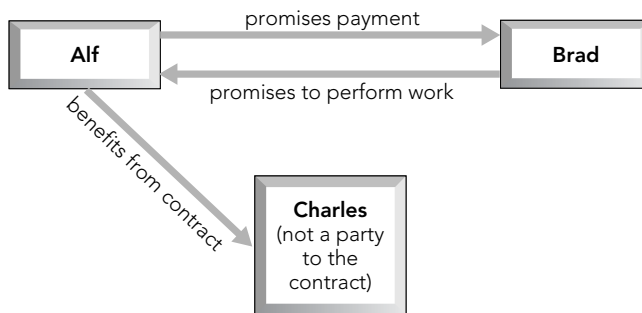 promises payment
Alf
Brad
promises to perform work
benefits from contract
Charles
(not a party
to the
contract)